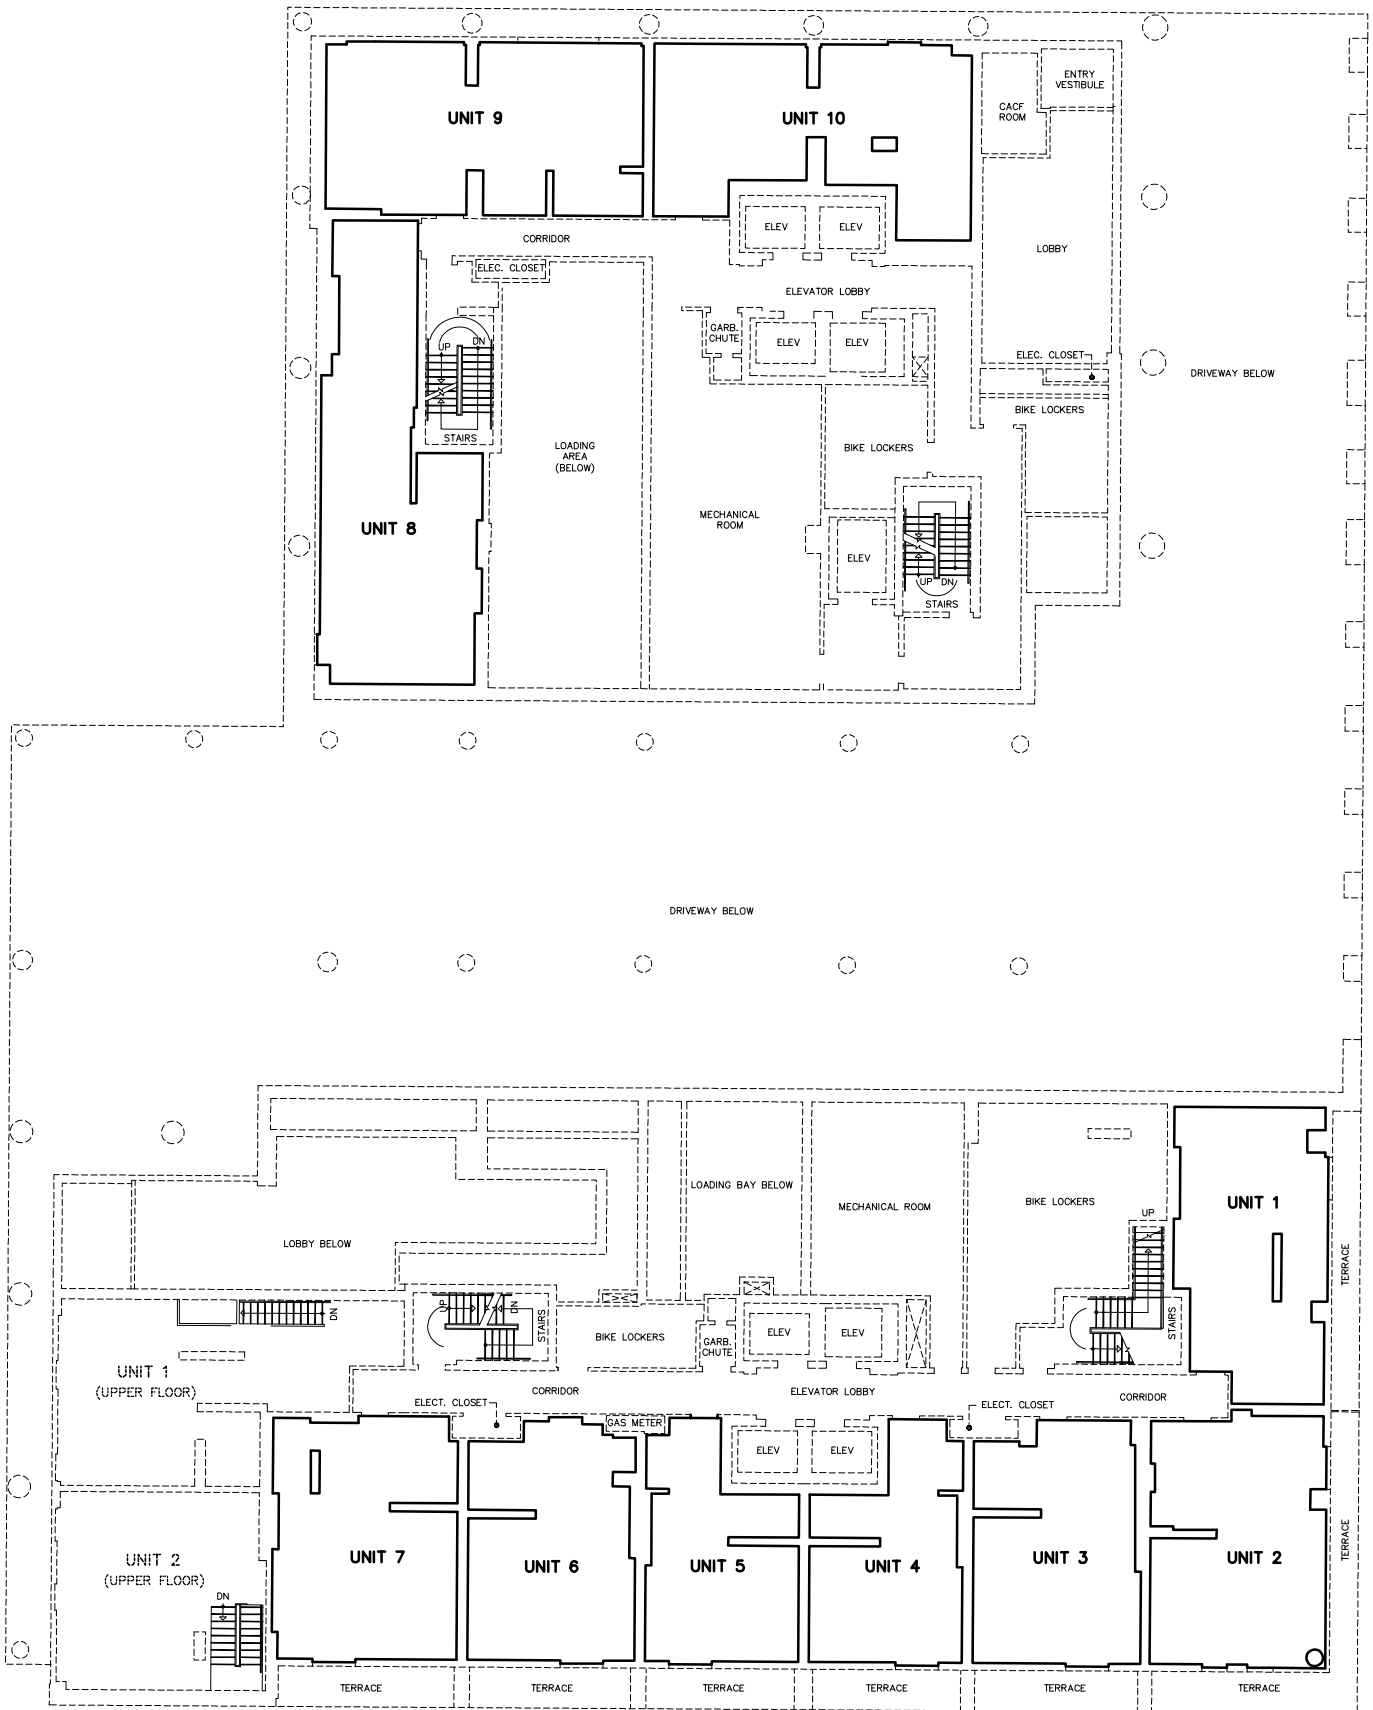 ENTRY
VESTIBULE
CACF
ROOM
UNIT 9
UNIT 10
ELEV
ELEV
CORRIDOR
LOBBY
ELEC. CLOSET
ELEVATOR LOBBY
GARB.
CHUTE
ELEV
ELEV
UP
DN
ELEC. CLOSET
DRIVEWAY BELOW
BIKE LOCKERS
STAIRS
LOADING
AREA
(BELOW)
BIKE LOCKERS
UNIT 8
MECHANICAL
ROOM
ELEV
UP
DN
STAIRS
DRIVEWAY BELOW
LOADING BAY BELOW
MECHANICAL ROOM
BIKE LOCKERS
UNIT 1
UP
LOBBY BELOW
TERRACE
DN
UP
DN
STAIRS
BIKE LOCKERS
GARB.
CHUTE
ELEV
ELEV
STAIRS
UNIT 1
(UPPER FLOOR)
CORRIDOR
ELEVATOR LOBBY
CORRIDOR
ELECT. CLOSET
GAS METER
ELECT. CLOSET
ELEV
ELEV
TERRACE
UNIT 2
(UPPER FLOOR)
UNIT 7
UNIT 6
UNIT 5
UNIT 4
UNIT 3
UNIT 2
DN
TERRACE
TERRACE
TERRACE
TERRACE
TERRACE
TERRACE